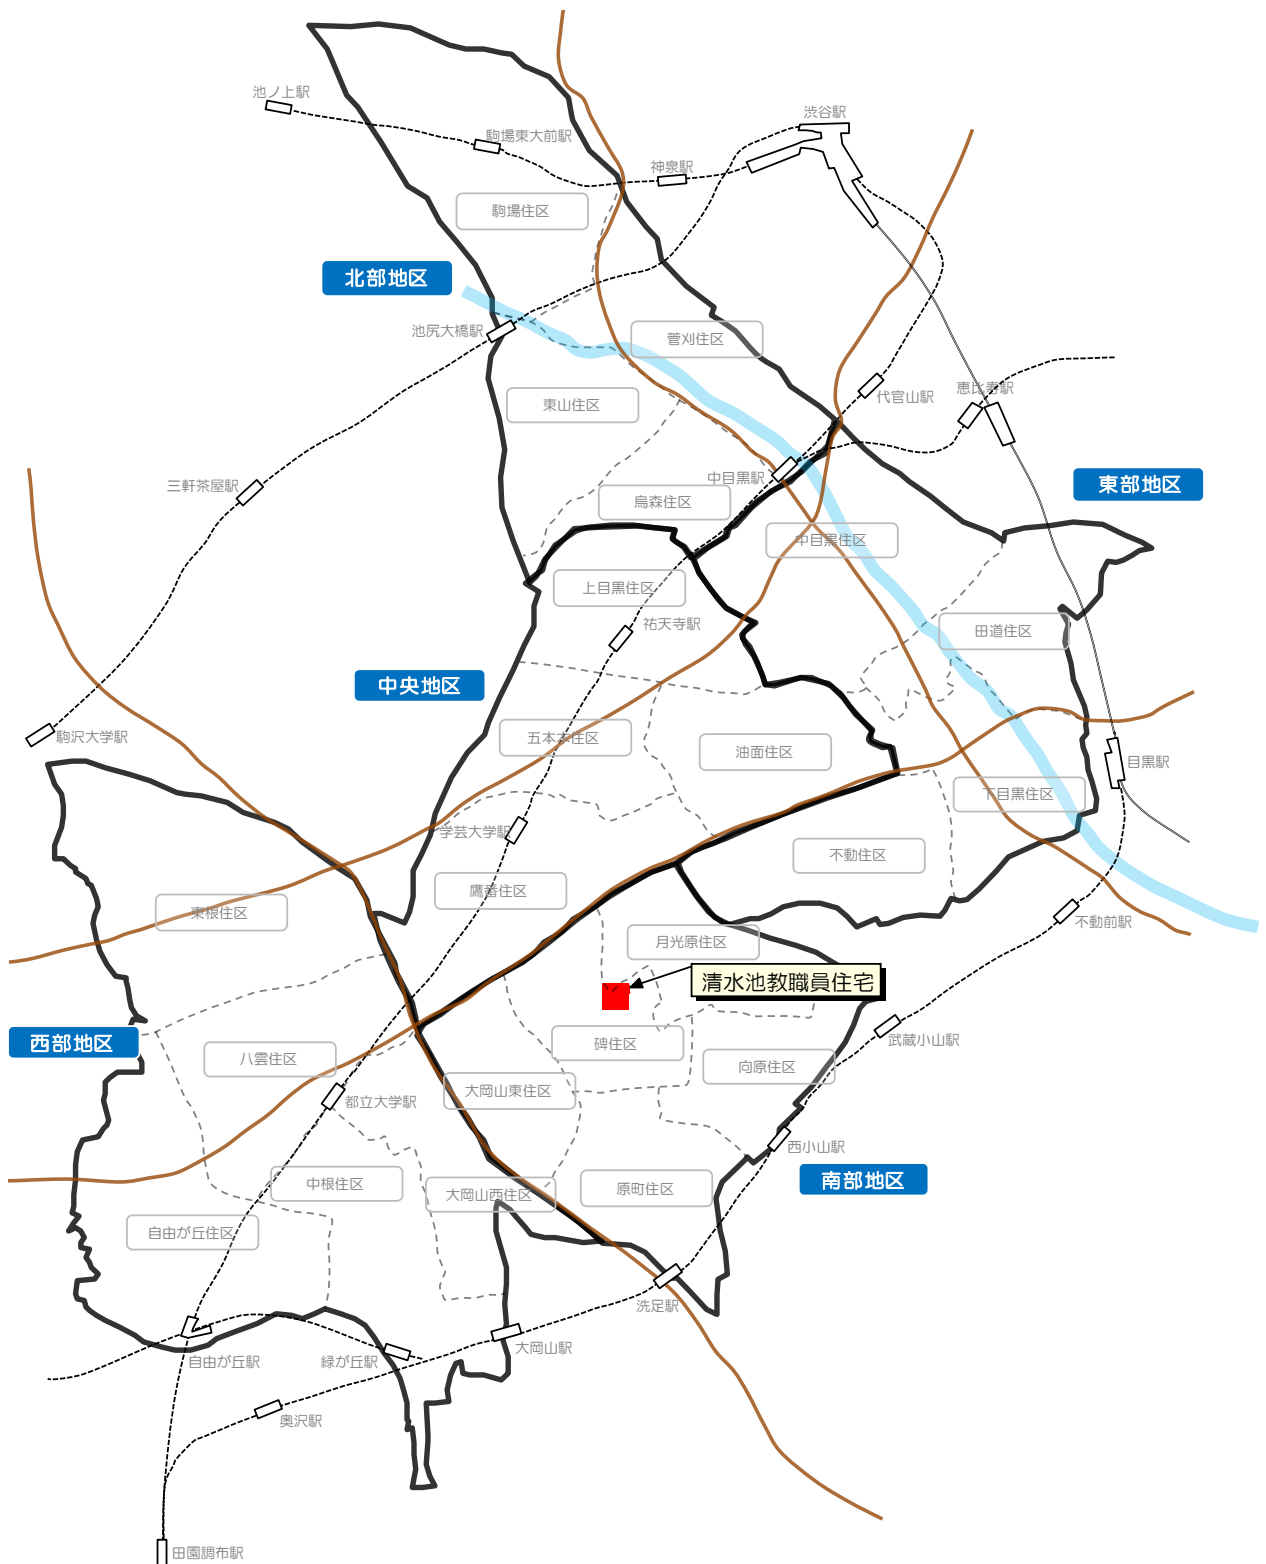 池ノ上駅
渋谷駅
駒場東大前駅
神泉駅
駒場住区
北部地区
池尻大橋駅
菅刈住区
代官山駅
恵比寿駅
東山住区
中目黒駅
三軒茶屋駅
東部地区
烏森住区
中目黒住区
上目黒住区
祐天寺駅
田道住区
中央地区
駒沢大学駅
五本木住区
油面住区
目黒駅
下目黒住区
学芸大学駅
不動住区
鷹番住区
東根住区
不動前駅
月光原住区
清水池教職員住宅
西部地区
碑住区
武蔵小山駅
八雲住区
向原住区
大岡山東住区
都立大学駅
西小山駅
南部地区
中根住区
大岡山西住区
原町住区
自由が丘住区
洗足駅
大岡山駅
自由が丘駅
緑が丘駅
奥沢駅
田園調布駅